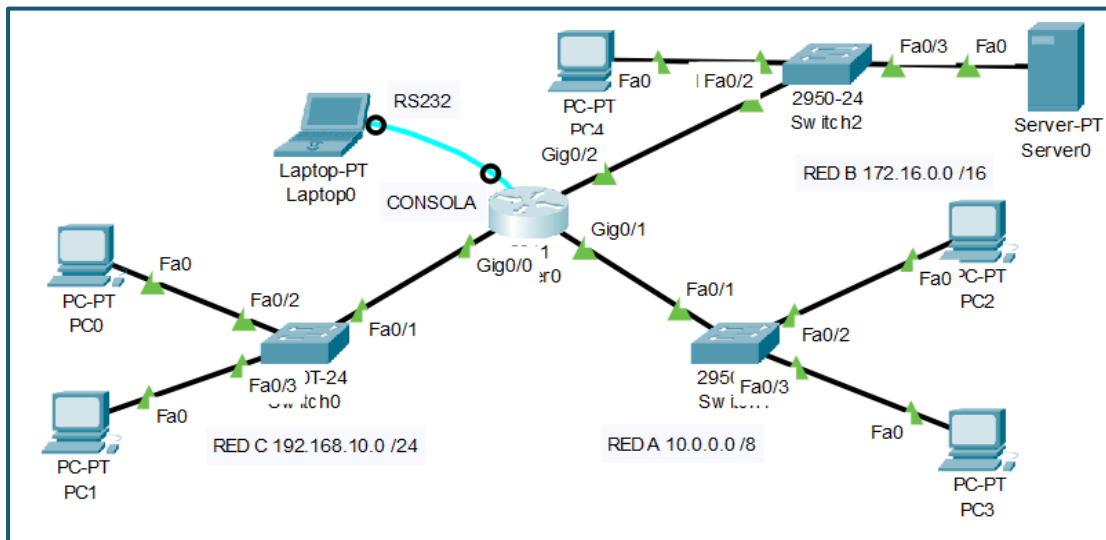 Fa0
PC-PT
PC4
Fa0/2
2950-24
Switch2
Fa0/3
Fa0
Server-PT
Server0
RS232
Laptop-PT
Laptop0
CONSOLA
Gig0/2
RED B 172.16.0.0 /16
Gig0/1
Gig0/0
Fa0
PC-PT
PC0
Fa0/2
Fa0/1
Fa0/3
Fa0
PC-PT
PC1
RED C 192.168.10.0 /24
Fa0/1
Fa0
PC2
Fa0/2
Fa0/3
Fa0
RED A 10.0.0.0 /8
PC-PT
PC3